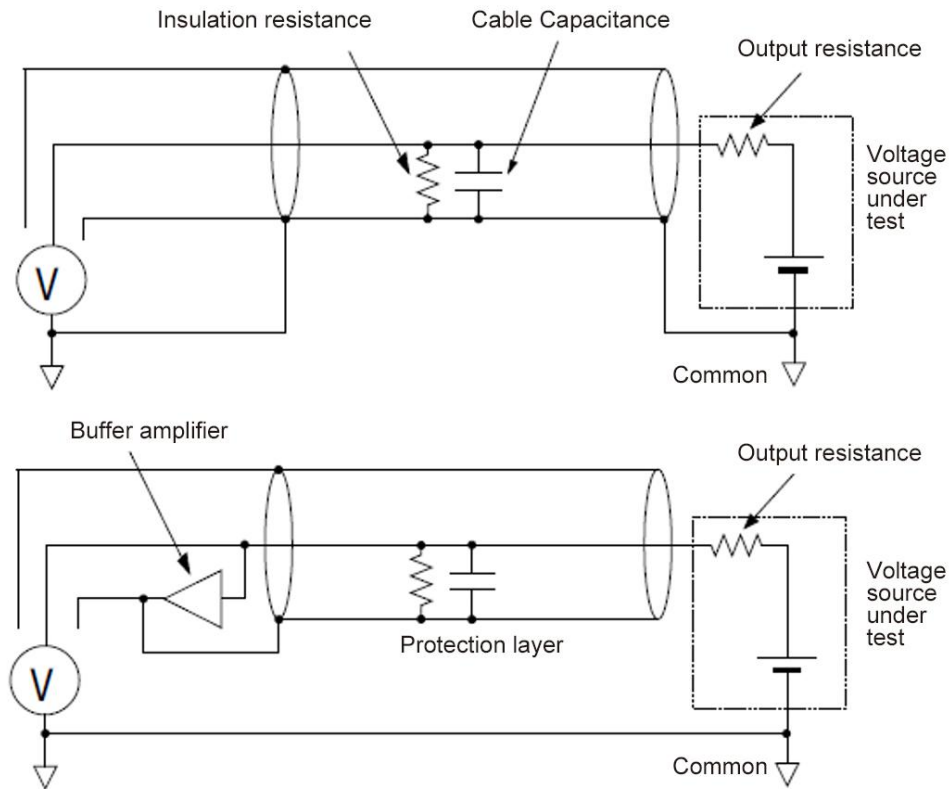 Insulation resistance
Cable Capacitance
Output resistance
Voltage
source
under
test
V
Common
Buffer amplifier
Output resistance
Voltage
source
under
test
Protection layer
V
Common